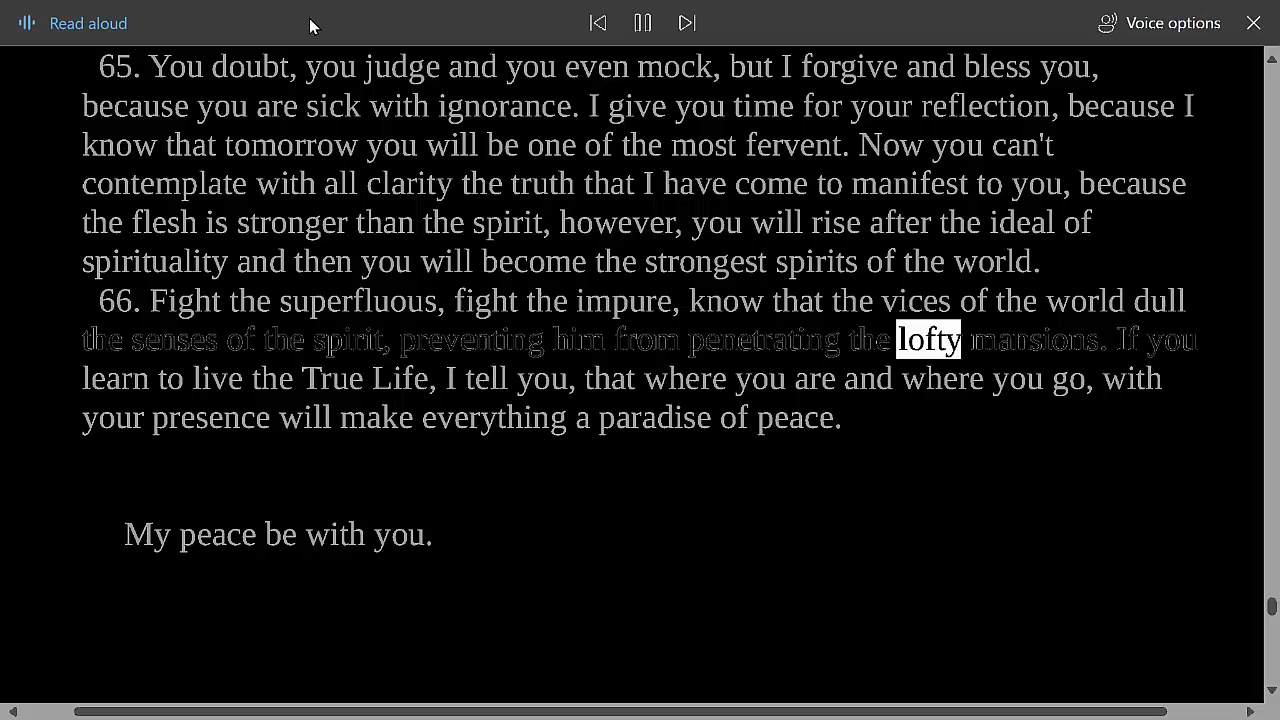 Read aloud
Voice options
65. You doubt, you judge and you even mock, but I forgive and bless you,
because you are sick with ignorance. I give you time for your reflection, because I
know that tomorrow you will be one of the most fervent. Now you can't
contemplate with all clarity the truth that I have come to manifest to you, because
the flesh is stronger than the spirit, however, you will rise after the ideal of
spirituality and then you will become the strongest spirits of the world.
66. Fight the superfluous, fight the impure, know that the vices of the world dull
the senses of the spirit, preventing him from penetrating the lofty mansions. If you
learn to live the True Life, I tell you, that where you are and where you go, with
your presence will make everything a paradise of peace.
My peace be with you.